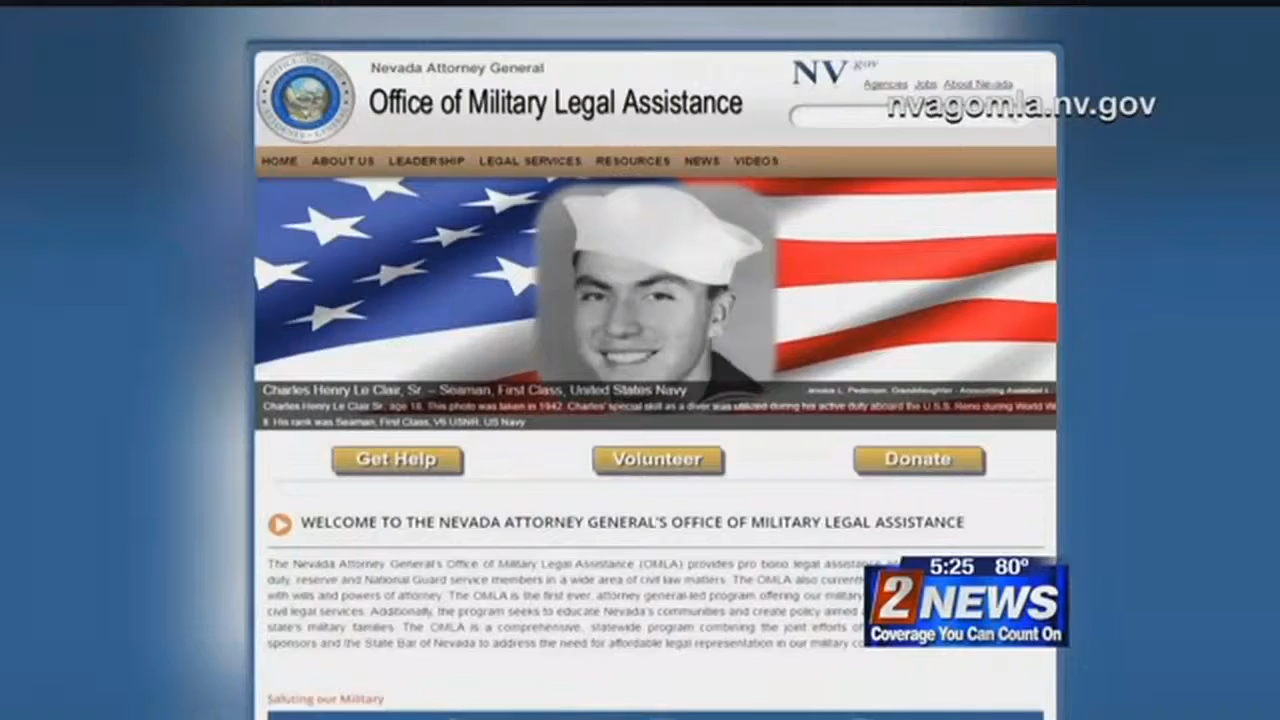 Nevada Attorney General
Office of Military Legal Assistance
NV gov
Agencies Jobs About Nevada
nvagomla.nv.gov
HOME ABOUT US LEADERSHIP LEGAL SERVICES RESOURCES NEWS VIDEOS
Charles Henry Le Clair, Sr. – Seaman, First Class, United States Navy
Jessica L. Pedersen, Granddaughter - Accounting Assistant
Charles Henry Le Clair Sr. age 18. This photo was taken in 1942. Charles' special skill as a diver was utilized during his active duty aboard the U.S.S. Reno during World W
II. His rank was Seaman, First Class, V6 USNR, US Navy
Get Help Volunteer Donate
WELCOME TO THE NEVADA ATTORNEY GENERAL'S OFFICE OF MILITARY LEGAL ASSISTANCE
The Nevada Attorney General's Office of Military Legal Assistance (OMLA) provides pro bono legal assistance
duty, reserve and National Guard service members in a wide area of civil law matters. The OMLA also
with wills and powers of attorney. The OMLA is the first ever, attorney general-led program offering our military
civil legal services. Additionally, the program seeks to educate Nevada's communities and create policy aimed
state's military families. The OMLA is a comprehensive, statewide program combining the joint efforts of
sponsors and the State Bar of Nevada to address the need for affordable legal representation in our military
Saluting our Military
5:25 80°
2 NEWS
Coverage You Can Count On